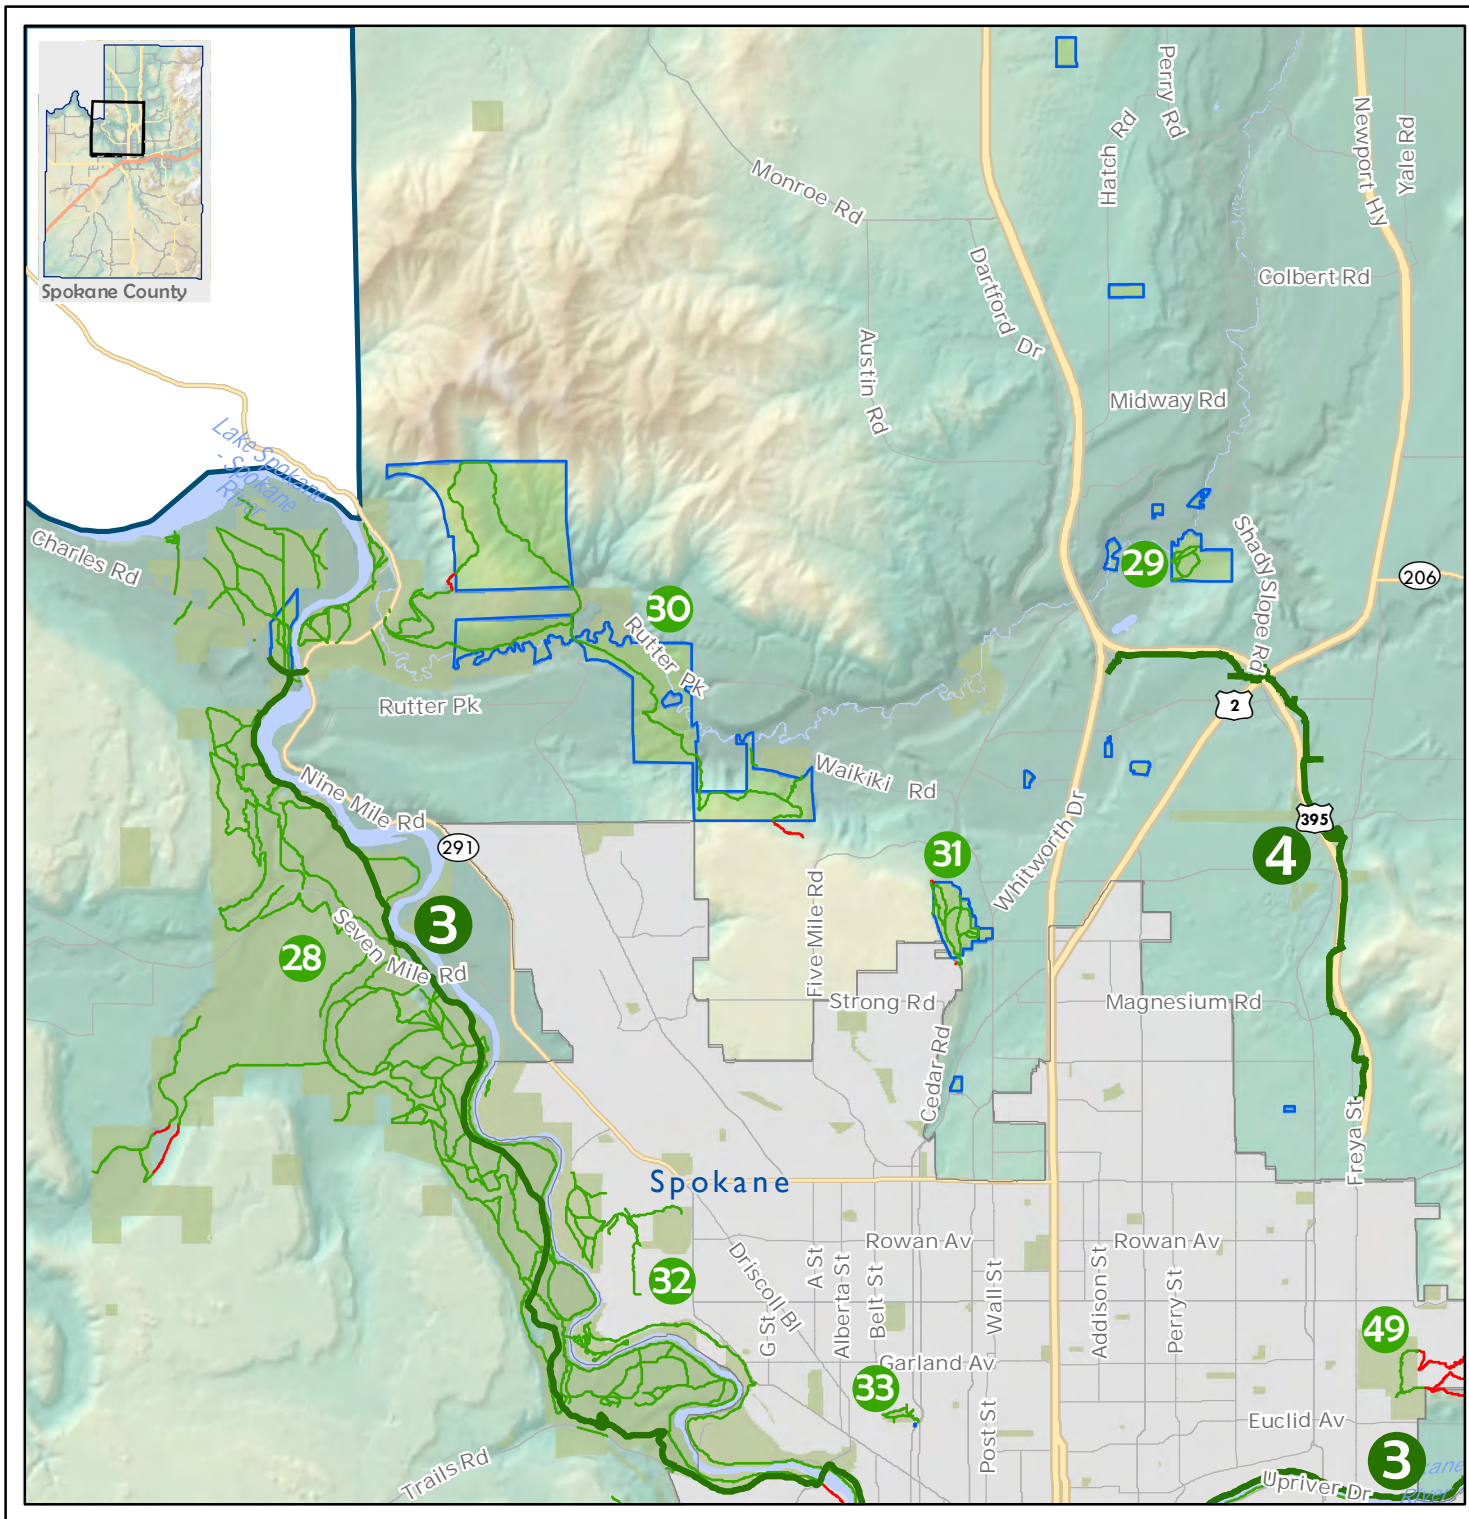 Spokane County
Monroe Rd
Perry Rd
Hatch Rd
Newport Hy
Yale Rd
Dartford Dr
Colbert Rd
Austin Rd
Midway Rd
Lake Spokane
- Spokane
River
Charles Rd
29
Shady Slope Rd
206
30
Rutter Pk
Rutter Pk
2
Nine Mile Rd
Waikiki Rd
Whitworth Dr
395
291
31
4
Five Mile Rd
3
Seven Mile Rd
28
Strong Rd
Magnesium Rd
Cedar Rd
Freya St
Spokane
Rowan Av
Rowan Av
Driscoll Bl
A St
Alberta St
Belt St
Wall St
Addison St
Perry St
32
G St
49
Garland Av
33
Post St
Euclid Av
Trails Rd
3
Upriver Dr
River